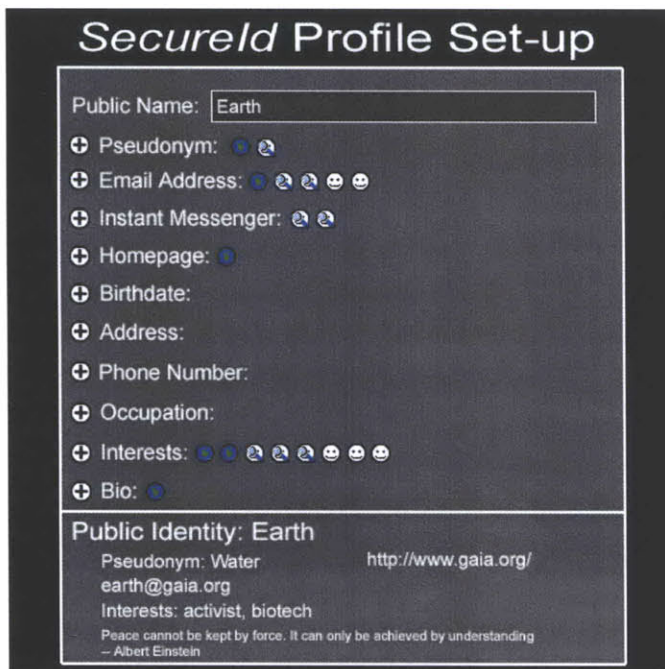 SecureId Profile Set-up
Public Name: Earth
Pseudonym:
Email Address:
Instant Messenger:
Homepage:
Birthdate:
Address:
Phone Number:
Occupation:
Interests:
Bio:
Public Identity: Earth
Pseudonym: Water http://www.gaia.org/
earth@gaia.org
Interests: activist, biotech
Peace cannot be kept by force. It can only be achieved by understanding
– Albert Einstein